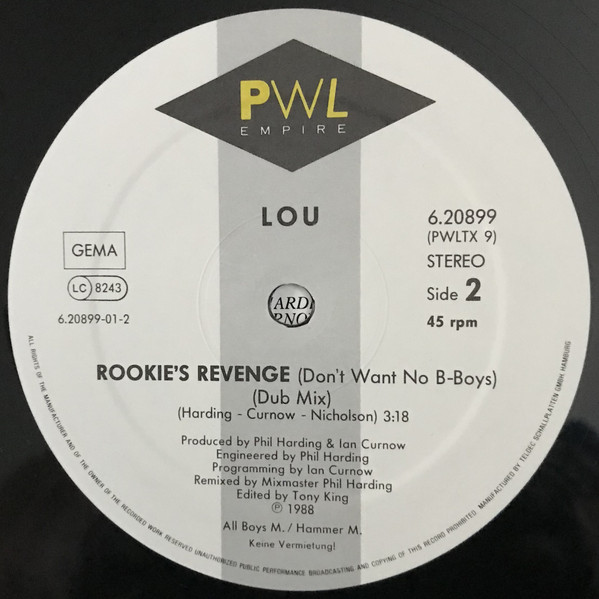 PWL
EMPIRE
LOU
6.20899
(PWLTX 9)
STEREO
Side 2
45 rpm
GEMA
LC 8243
6.20899-01-2
ROOKIE'S REVENGE (Don't Want No B-Boys)
(Dub Mix)
(Harding - Curnow - Nicholson) 3:18
Produced by Phil Harding & Ian Curnow
Engineered by Phil Harding
Programming by Ian Curnow
Remixed by Mixmaster Phil Harding
Edited by Tony King
℗ 1988
All Boys M. / Hammer M.
Keine Vermietung!
ALL RIGHTS OF THE MANUFACTURER AND OF THE OWNER OF THE RECORDED WORK RESERVED UNAUTHORIZED PUBLIC PERFORMANCE BROADCASTING AND COPYING OF THIS RECORD PROHIBITED. MANUFACTURED BY TELDEC SCHALLPLATTEN GMBH, HAMBURG